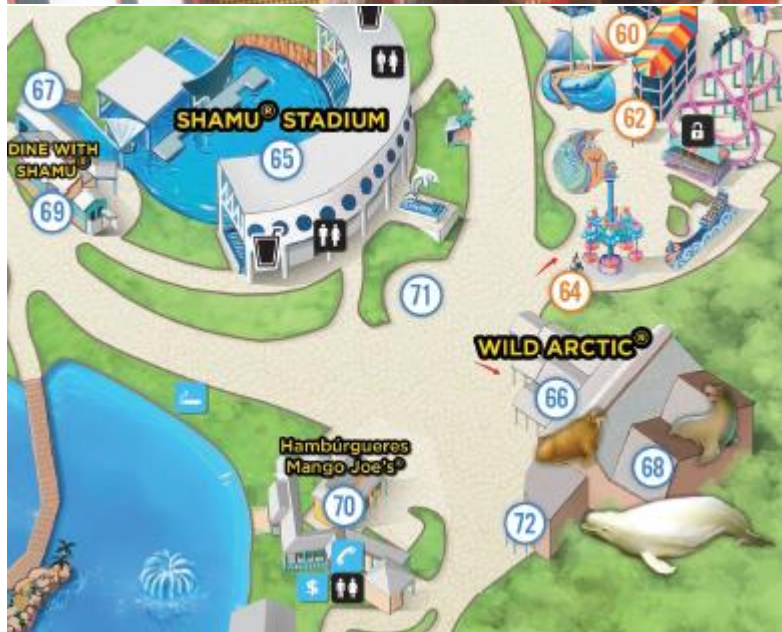 60
62
67
SHAMU® STADIUM
65
DINE WITH
SHAMU®
69
71
64
WILD ARCTIC®
66
68
Hambúrgueres
Mango Joe's®
70
72
$